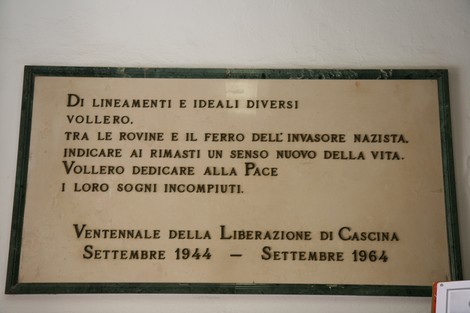 Di lineamenti e ideali diversi
vollero.
tra le rovine e il ferro dell'invasore nazista.
indicare ai rimasti un senso nuovo della vita.
Vollero dedicare alla Pace
i loro sogni incompiuti.
Ventennale della Liberazione di Cascina
Settembre 1944 — Settembre 1964